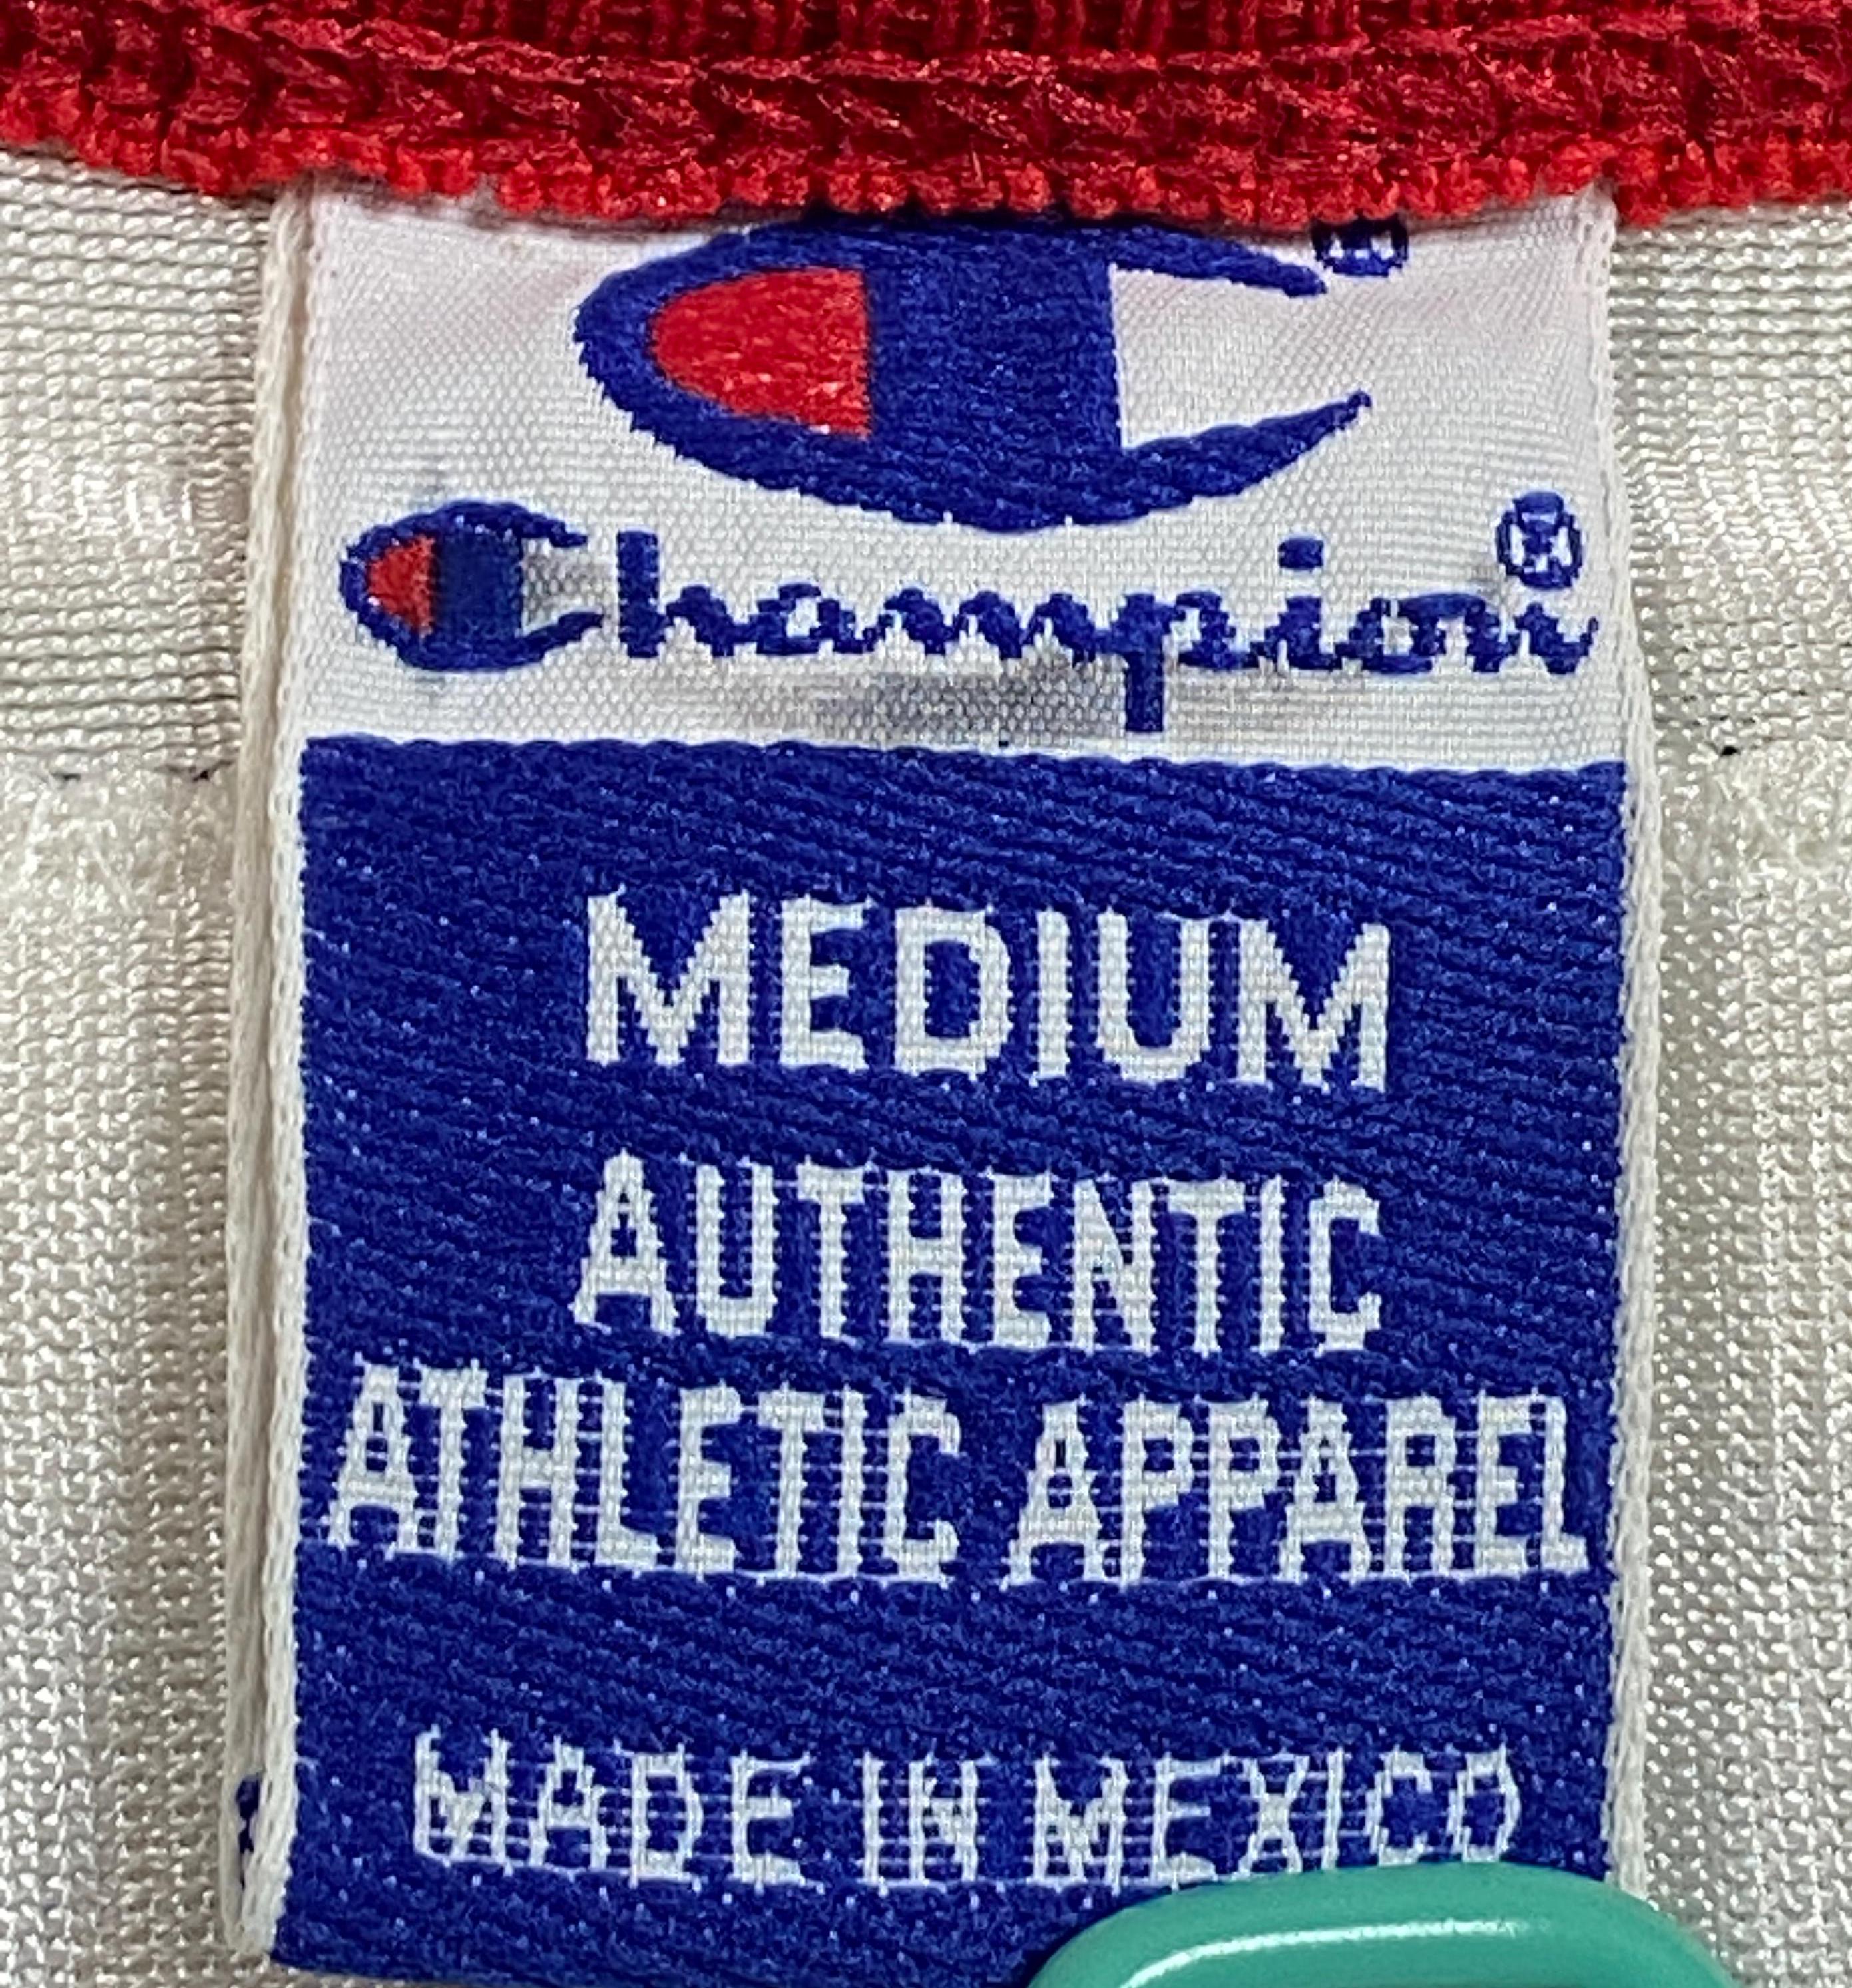 Champion®
MEDIUM
AUTHENTIC
ATHLETIC APPAREL
MADE IN MEXICO